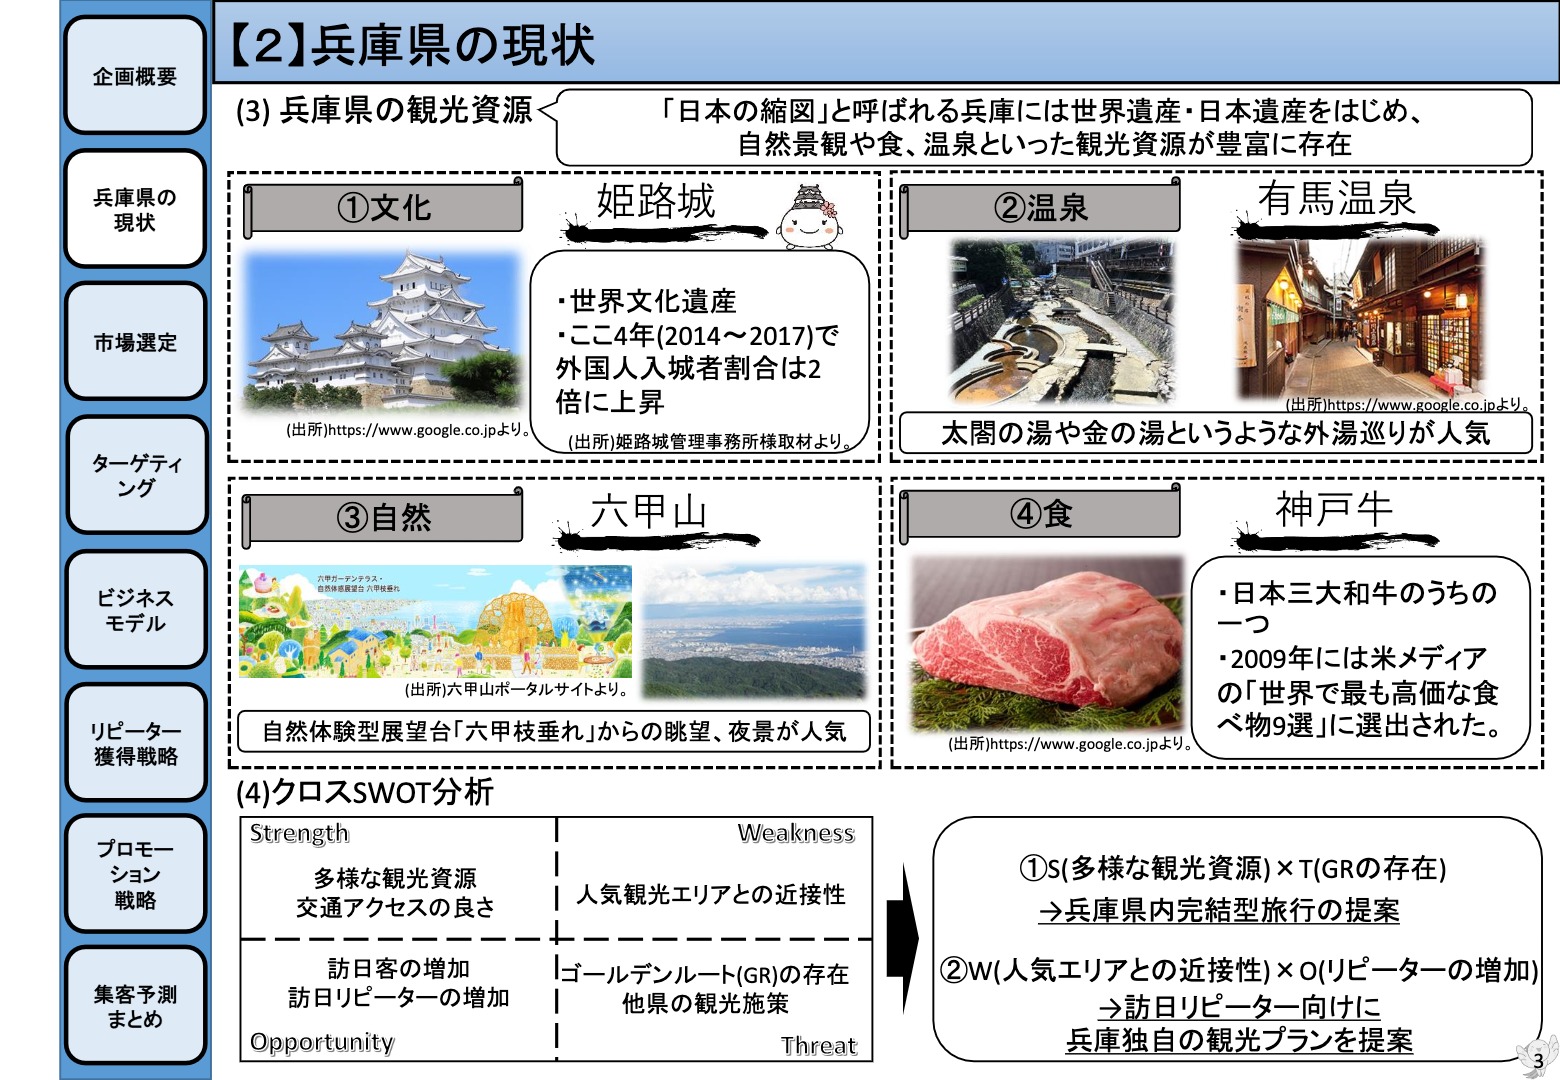 企画概要
兵庫県の
現状
市場選定
ターゲティ
ング
ビジネス
モデル
リピーター
獲得戦略
プロモー
ション
戦略
集客予測
まとめ
【2】兵庫県の現状
(3) 兵庫県の観光資源
「日本の縮図」と呼ばれる兵庫には世界遺産・日本遺産をはじめ、
自然景観や食、温泉といった観光資源が豊富に存在
①文化
姫路城
・世界文化遺産
・ここ4年(2014～2017)で
外国人入城者割合は2
倍に上昇
(出所)https://www.google.co.jpより。
(出所)姫路城管理事務所様取材より。
②温泉
有馬温泉
(出所)https://www.google.co.jpより。
太閤の湯や金の湯というような外湯巡りが人気
③自然
六甲山
六甲ガーデンテラス・
自然体感展望台 六甲枝垂れ
(出所)六甲山ポータルサイトより。
自然体験型展望台「六甲枝垂れ」からの眺望、夜景が人気
④食
神戸牛
・日本三大和牛のうちの
一つ
・2009年には米メディア
の「世界で最も高価な食
べ物9選」に選出された。
(出所)https://www.google.co.jpより。
(4)クロスSWOT分析
Strength
多様な観光資源
交通アクセスの良さ
Weakness
人気観光エリアとの近接性
訪日客の増加
訪日リピーターの増加
Opportunity
ゴールデンルート(GR)の存在
他県の観光施策
Threat
①S(多様な観光資源)×T(GRの存在)
→兵庫県内完結型旅行の提案
②W(人気エリアとの近接性)×O(リピーターの増加)
→訪日リピーター向けに
兵庫独自の観光プランを提案
3